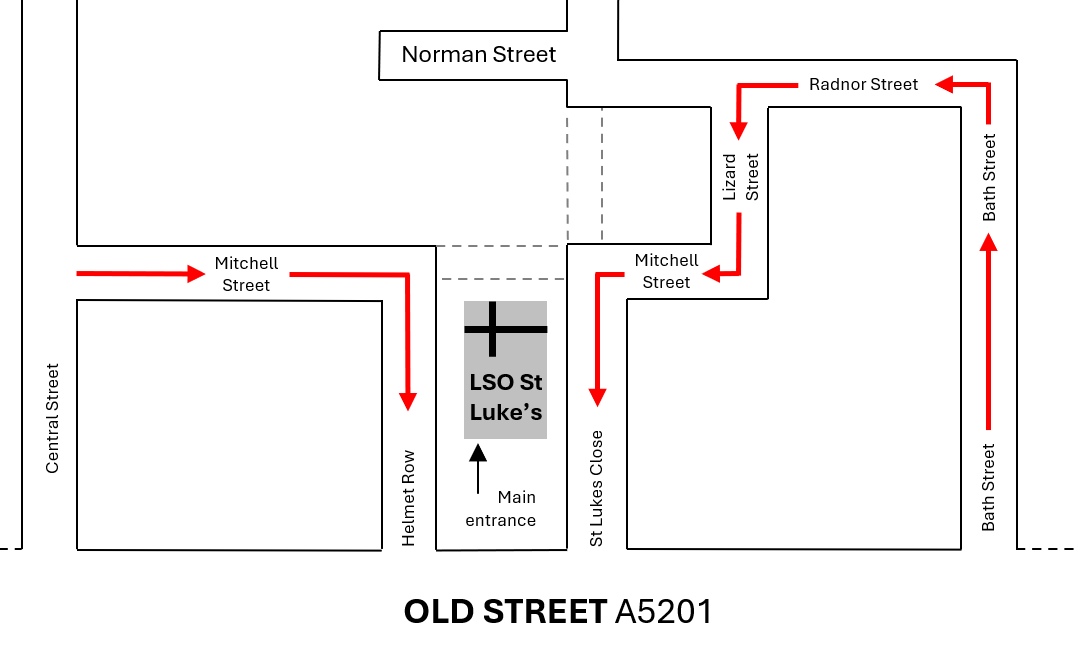 Norman Street
Radnor Street
Lizard
Street
Bath Street
Mitchell
Street
Mitchell
Street
LSO St
Luke’s
Central Street
Helmet Row
Main
entrance
St Lukes Close
Bath Street
OLD STREET A5201